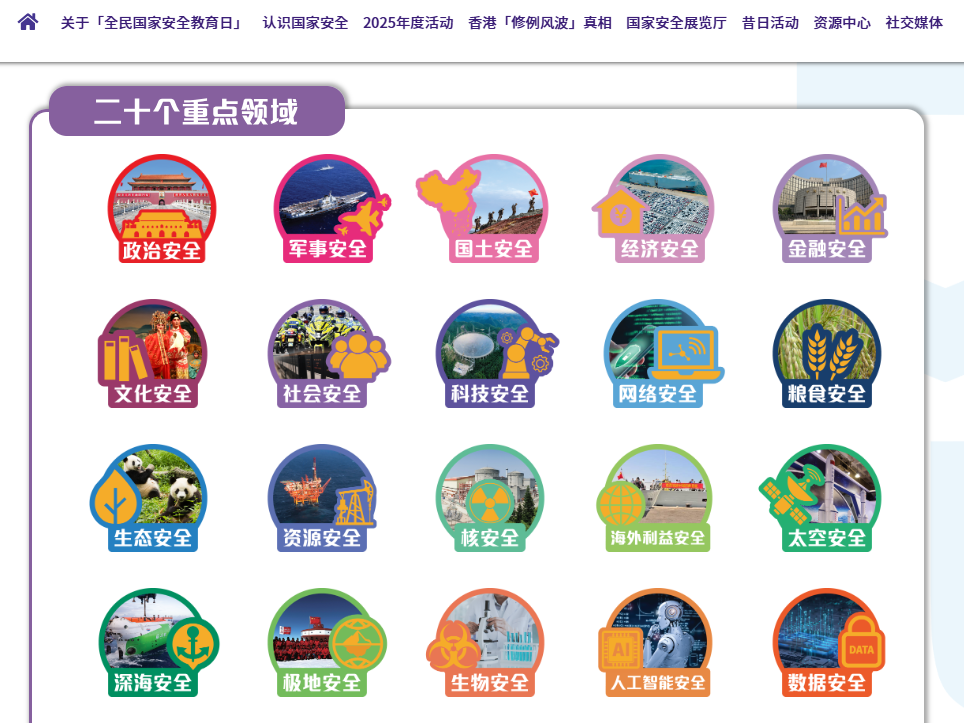 关于「全民国家安全教育日」 认识国家安全 2025年度活动 香港「修例风波」真相 国家安全展览厅 昔日活动 资源中心 社交媒体
二十个重点领域
政治安全 军事安全 国土安全 经济安全 金融安全
文化安全 社会安全 科技安全 网络安全 粮食安全
生态安全 资源安全 核安全 海外利益安全 太空安全
深海安全 极地安全 生物安全 AI 人工智能安全 DATA 数据安全